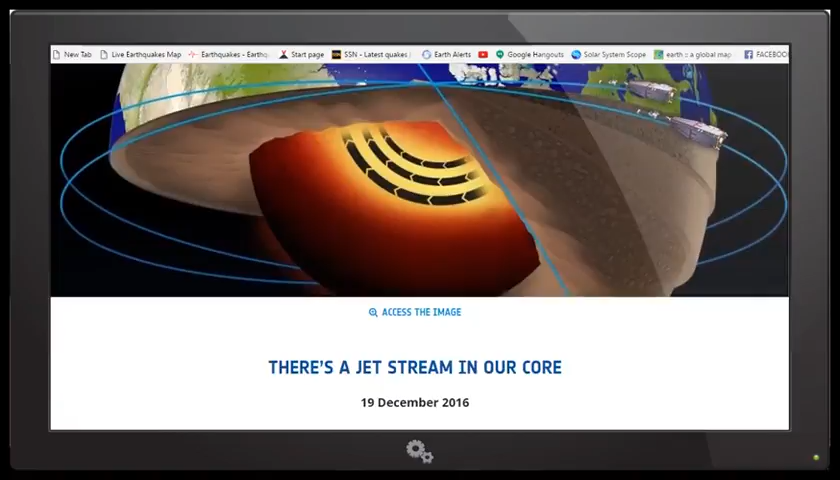 New Tab Live Earthquakes Map Earthquakes - Earthq Start page SSN - Latest quakes Earth Alerts Google Hangouts Solar System Scope earth :: a global map FACEBOO
ACCESS THE IMAGE
THERE'S A JET STREAM IN OUR CORE
19 December 2016